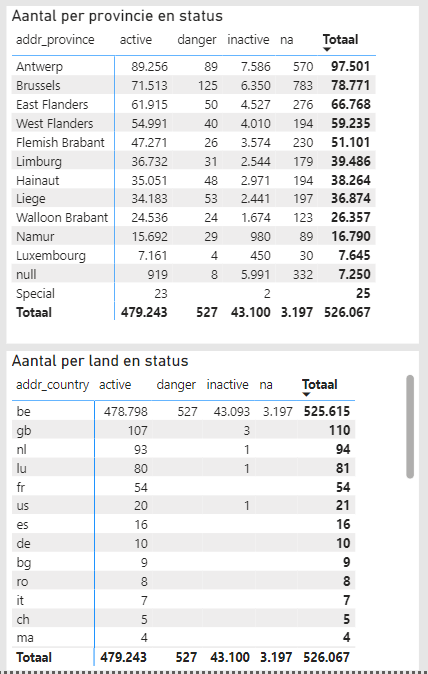 Aantal per provincie en status
addr_province active danger inactive na Totaal
Antwerp 89.256 89 7.586 570 97.501
Brussels 71.513 125 6.350 783 78.771
East Flanders 61.915 50 4.527 276 66.768
West Flanders 54.991 40 4.010 194 59.235
Flemish Brabant 47.271 26 3.574 230 51.101
Limburg 36.732 31 2.544 179 39.486
Hainaut 35.051 48 2.971 194 38.264
Liege 34.183 53 2.441 197 36.874
Walloon Brabant 24.536 24 1.674 123 26.357
Namur 15.692 29 980 89 16.790
Luxembourg 7.161 4 450 30 7.645
null 919 8 5.991 332 7.250
Special 23 2 25
Totaal 479.243 527 43.100 3.197 526.067
Aantal per land en status
addr_country active danger inactive na Totaal
be 478.798 527 43.093 3.197 525.615
gb 107 3 110
nl 93 1 94
lu 80 1 81
fr 54 54
us 20 1 21
es 16 16
de 10 10
bg 9 9
ro 8 8
it 7 7
ch 5 5
ma 4 4
Totaal 479.243 527 43.100 3.197 526.067